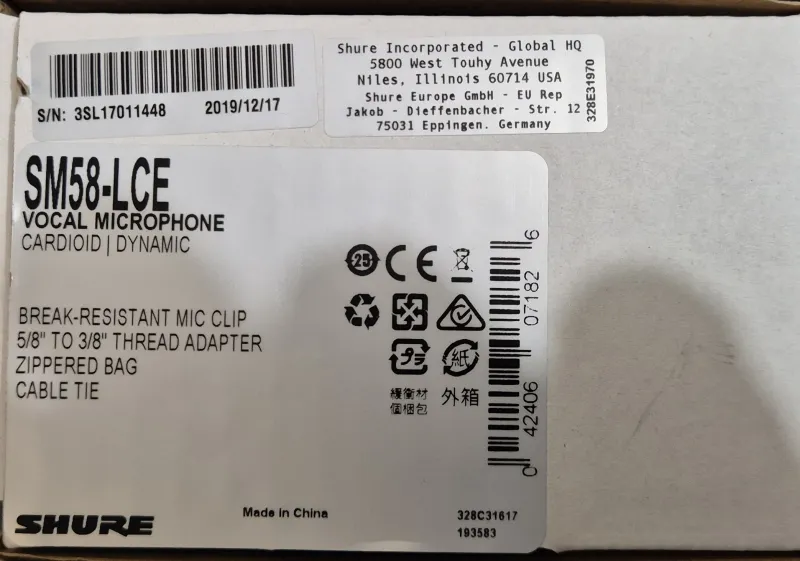 S/N: 3SL17011448 2019/12/17
Shure Incorporated - Global HQ
5800 West Touhy Avenue
Niles, Illinois 60714 USA
Shure Europe GmbH - EU Rep
Jakob - Dieffenbacher - Str. 12
75031 Eppingen. Germany
328E31970
SM58-LCE
VOCAL MICROPHONE
CARDIOID | DYNAMIC
BREAK-RESISTANT MIC CLIP
5/8" TO 3/8" THREAD ADAPTER
ZIPPERED BAG
CABLE TIE
25
CE
プラ
紙
緩衝材
個梱包
外箱
0 42406 07182 6
SHURE
Made in China
328C31617
193583